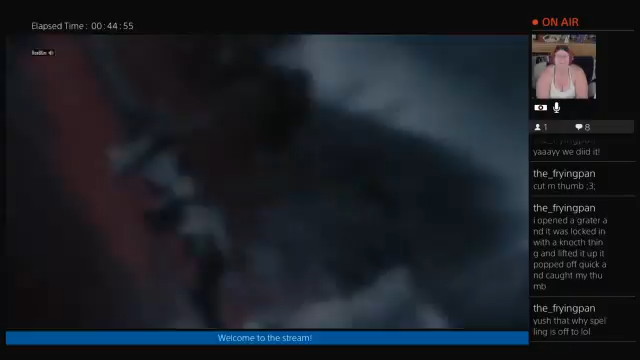 Elapsed Time : 00:44:55
ON AIR
1
8
yaaayy we diid it!
the_fryingpan
cut m thumb ;3;
the_fryingpan
i opened a grater a
nd it was locked in
with a knocth thin
g and lifted it up it
popped off quick a
nd caught my thu
mb
the_fryingpan
yush that why spel
ling is off to lol
Welcome to the stream!